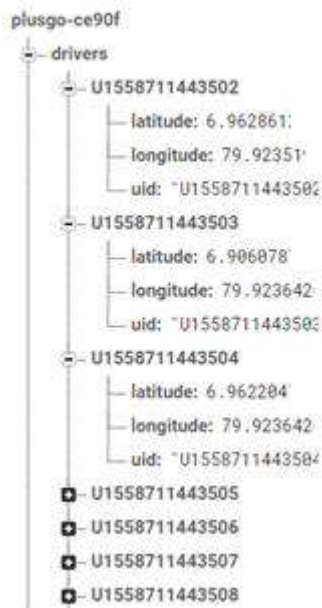 plusgo-ce90f
drivers
U1558711443502
latitude: 6.962861
longitude: 79.92351
uid: "U1558711443502
U1558711443503
latitude: 6.906078
longitude: 79.923642
uid: "U1558711443503
U1558711443504
latitude: 6.962204
longitude: 79.923642
uid: "U1558711443504
U1558711443505
U1558711443506
U1558711443507
U1558711443508